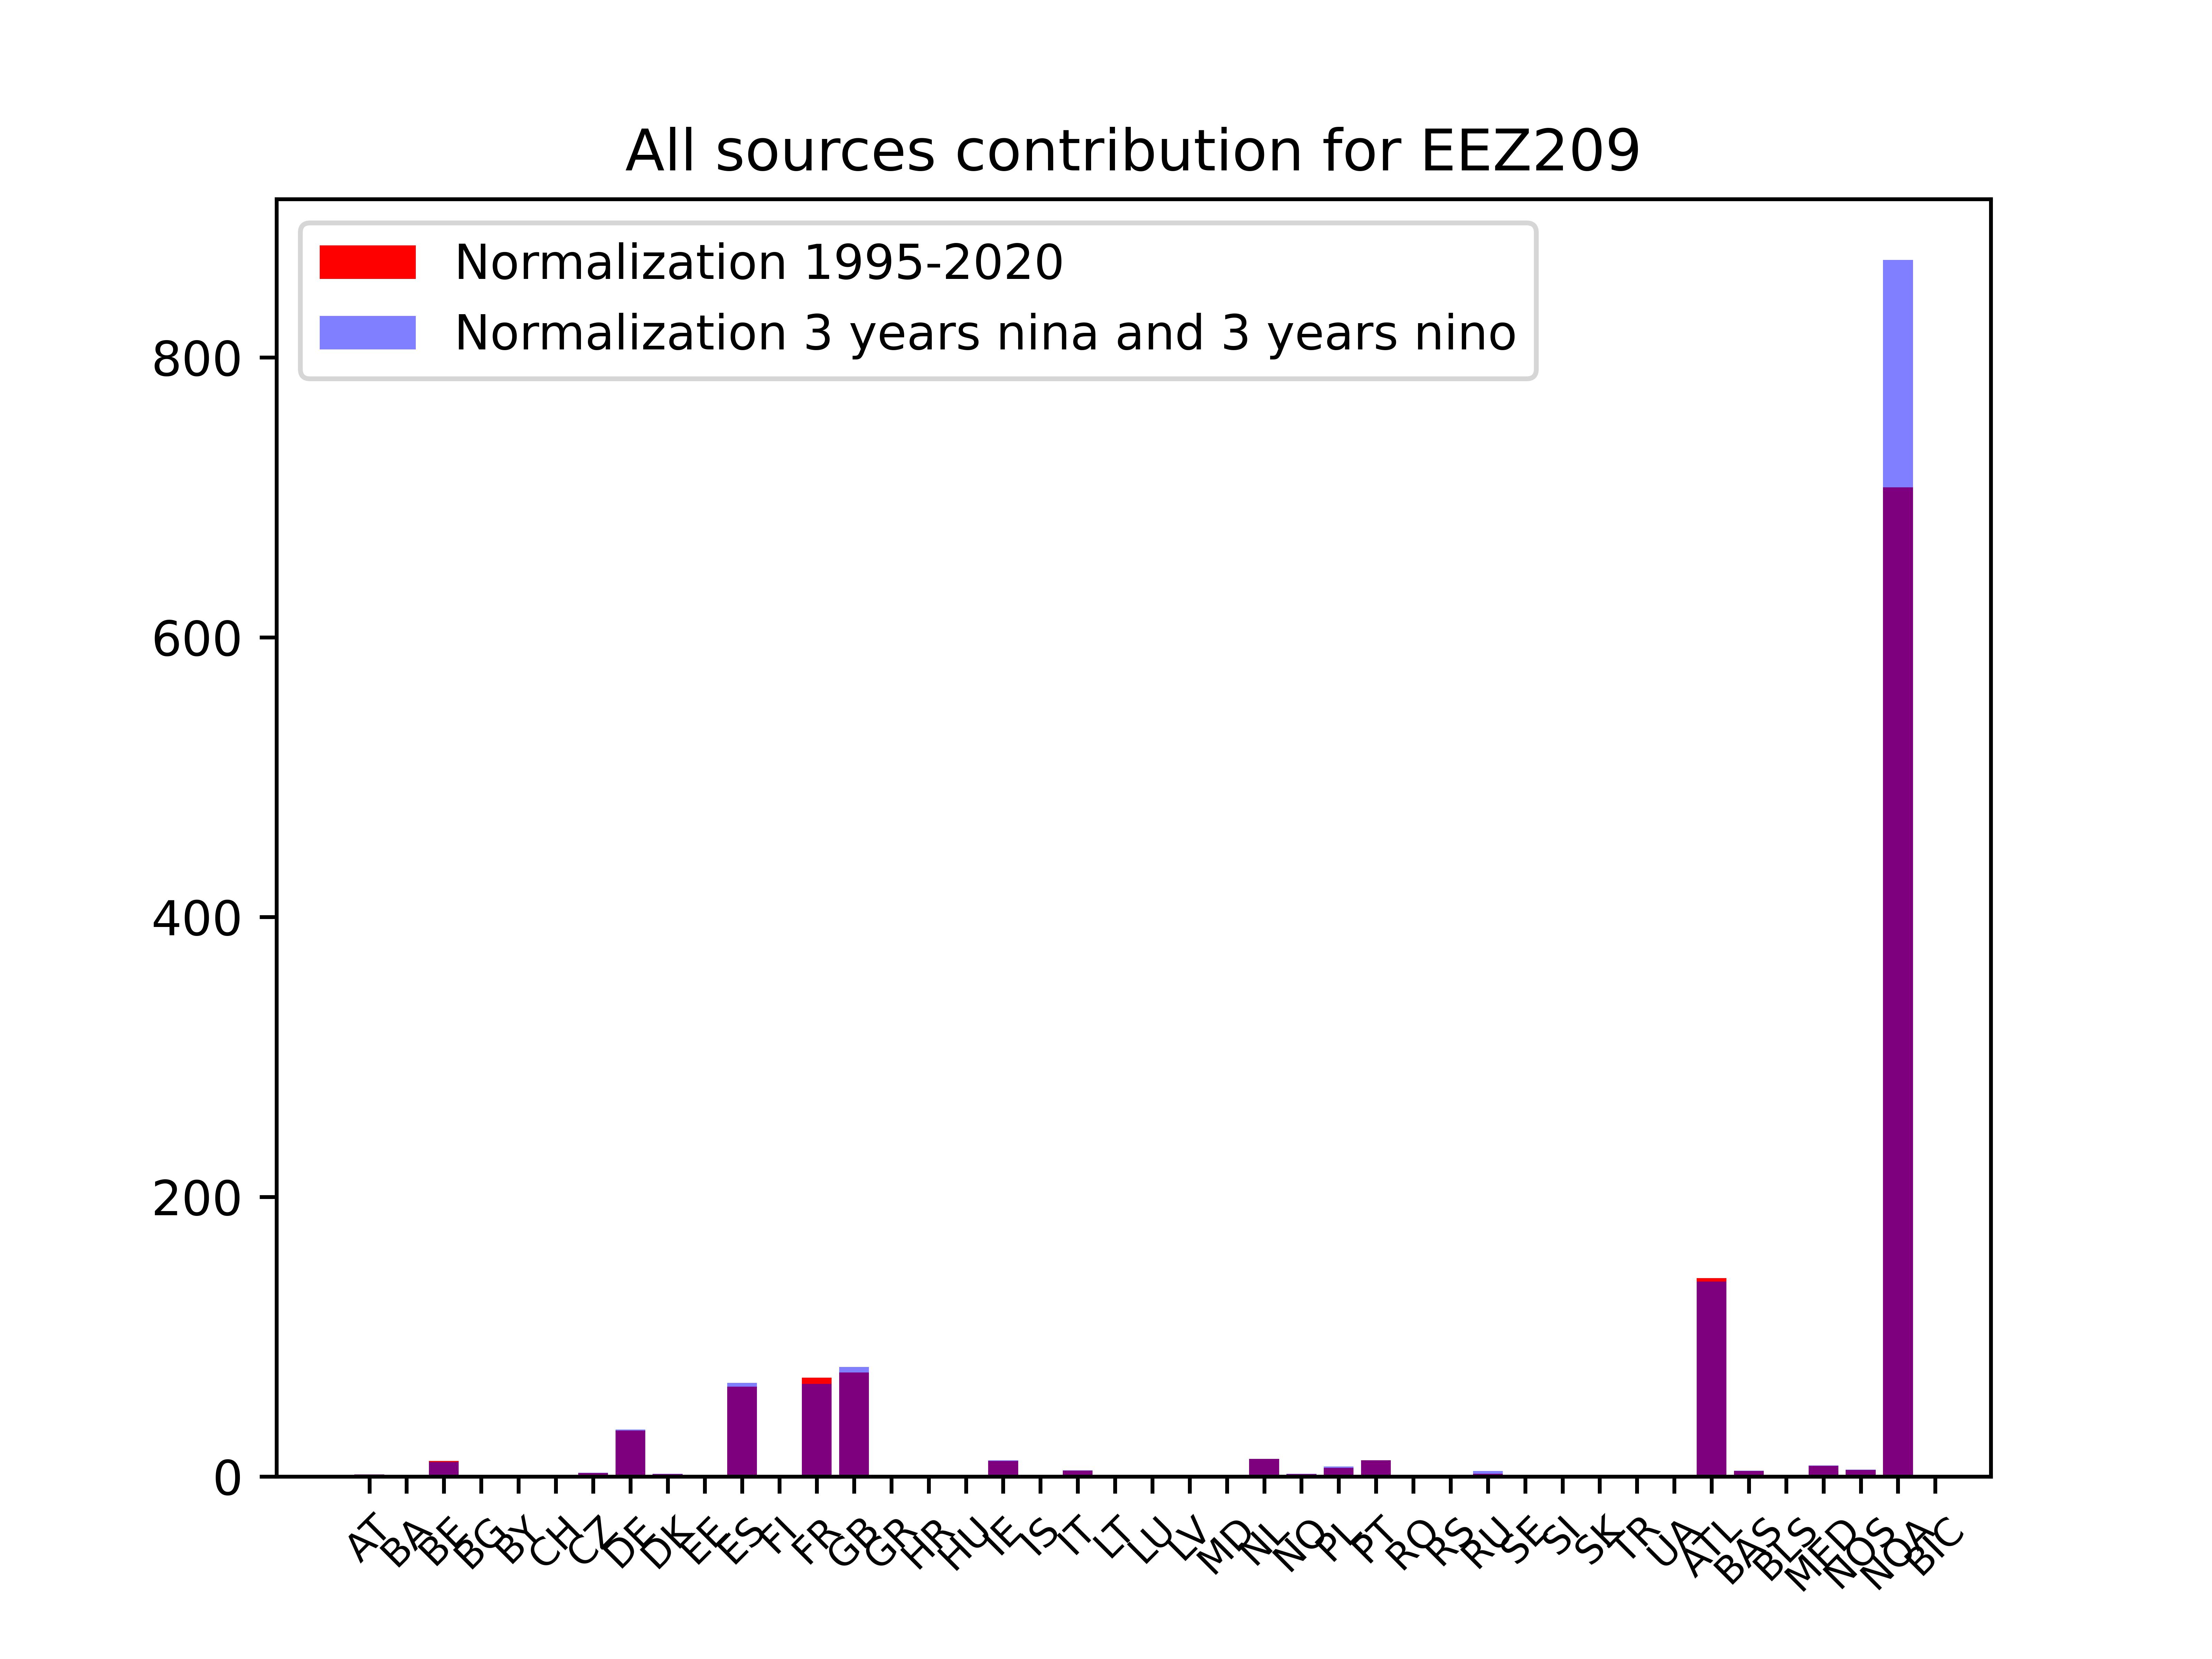 All sources contribution for EEZ209
Normalization 1995-2020
Normalization 3 years nina and 3 years nino
800
600
400
200
0
AT BA BE BG BY CH CZ DE DK EE ES FI FR GB GR HR HU IE IS IT LT LU LV MD NL NO PL PT RO RS RU SE SI SK TR UA ATL BAS BLS MED NOS NOA BIC